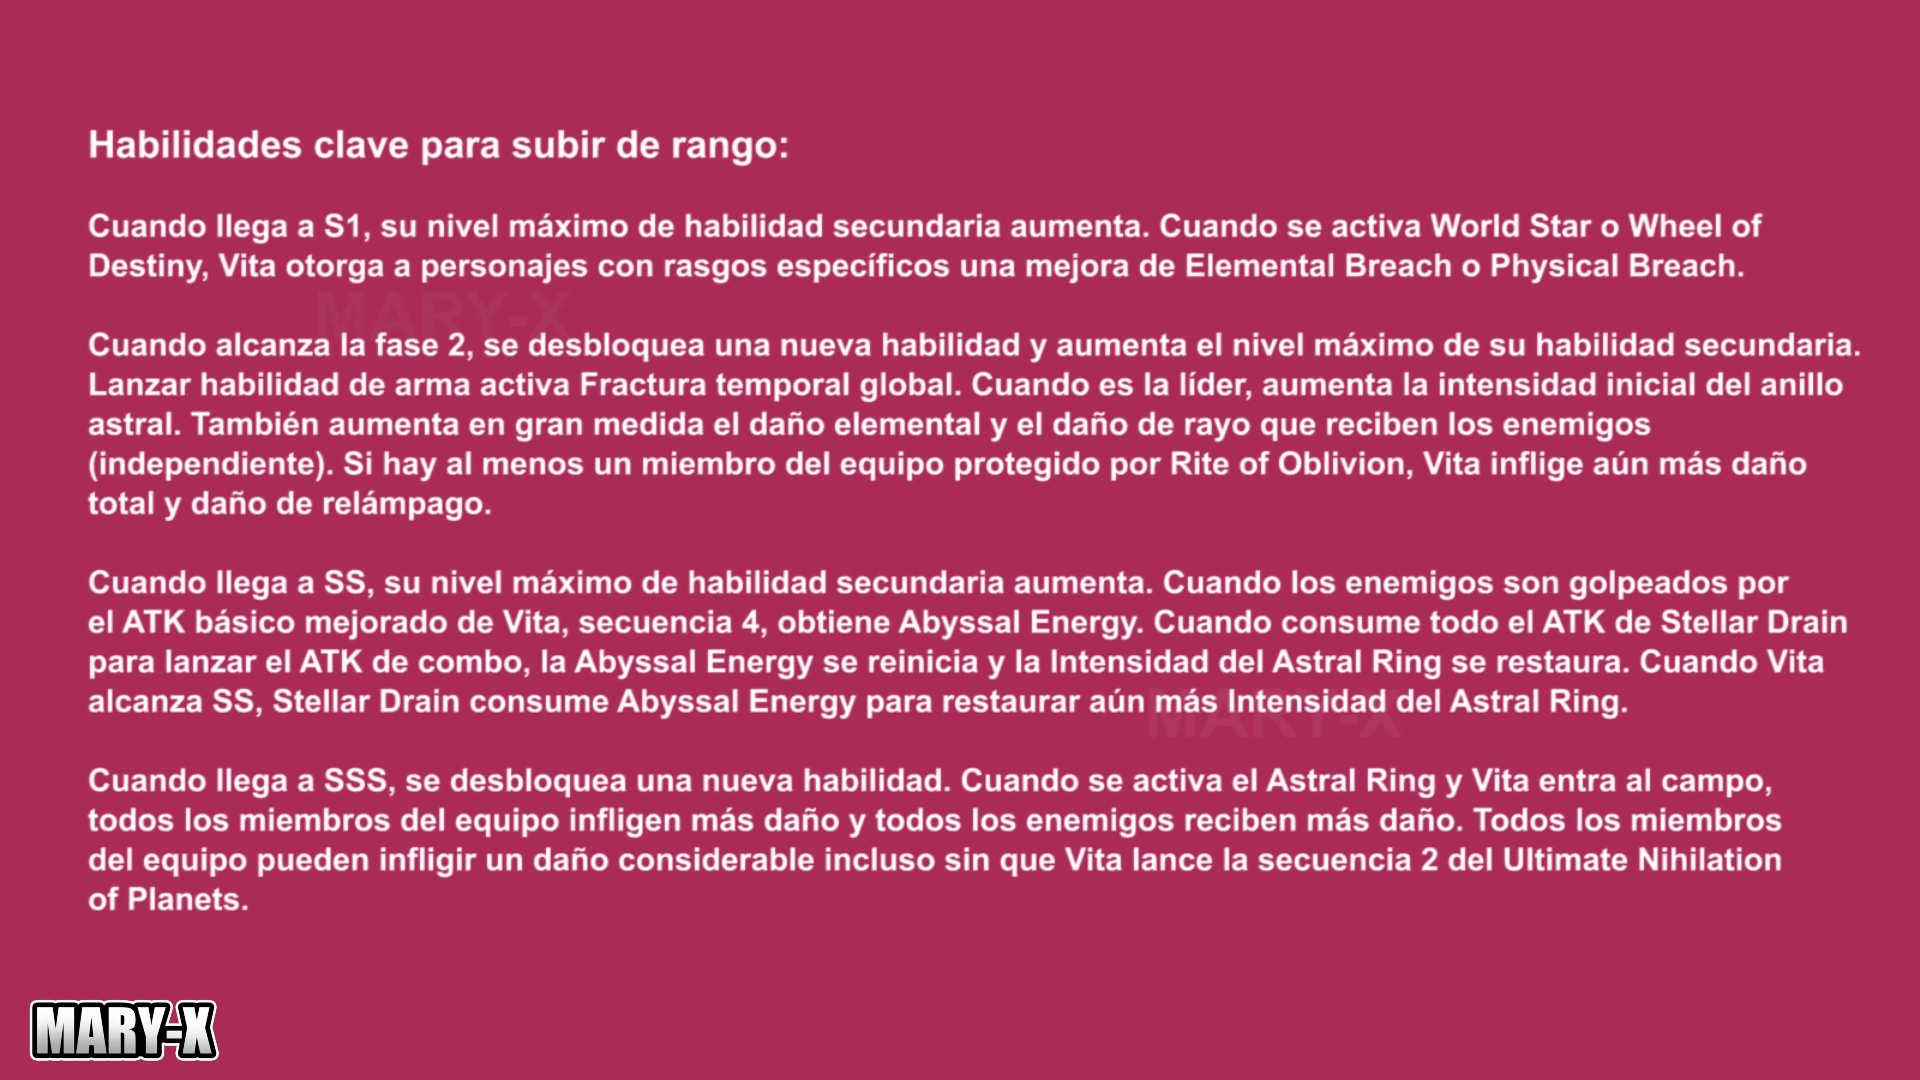 Habilidades clave para subir de rango:
Cuando llega a S1, su nivel máximo de habilidad secundaria aumenta. Cuando se activa World Star o Wheel of
Destiny, Vita otorga a personajes con rasgos específicos una mejora de Elemental Breach o Physical Breach.
MARY-X
Cuando alcanza la fase 2, se desbloquea una nueva habilidad y aumenta el nivel máximo de su habilidad secundaria.
Lanzar habilidad de arma activa Fractura temporal global. Cuando es la líder, aumenta la intensidad inicial del anillo
astral. También aumenta en gran medida el daño elemental y el daño de rayo que reciben los enemigos
(independiente). Si hay al menos un miembro del equipo protegido por Rite of Oblivion, Vita inflige aún más daño
total y daño de relámpago.
Cuando llega a SS, su nivel máximo de habilidad secundaria aumenta. Cuando los enemigos son golpeados por
el ATK básico mejorado de Vita, secuencia 4, obtiene Abyssal Energy. Cuando consume todo el ATK de Stellar Drain
para lanzar el ATK de combo, la Abyssal Energy se reinicia y la Intensidad del Astral Ring se restaura. Cuando Vita
alcanza SS, Stellar Drain consume Abyssal Energy para restaurar aún más Intensidad del Astral Ring.
MARY-X
Cuando llega a SSS, se desbloquea una nueva habilidad. Cuando se activa el Astral Ring y Vita entra al campo,
todos los miembros del equipo infligen más daño y todos los enemigos reciben más daño. Todos los miembros
del equipo pueden infligir un daño considerable incluso sin que Vita lance la secuencia 2 del Ultimate Nihilation
of Planets.
MARY-X